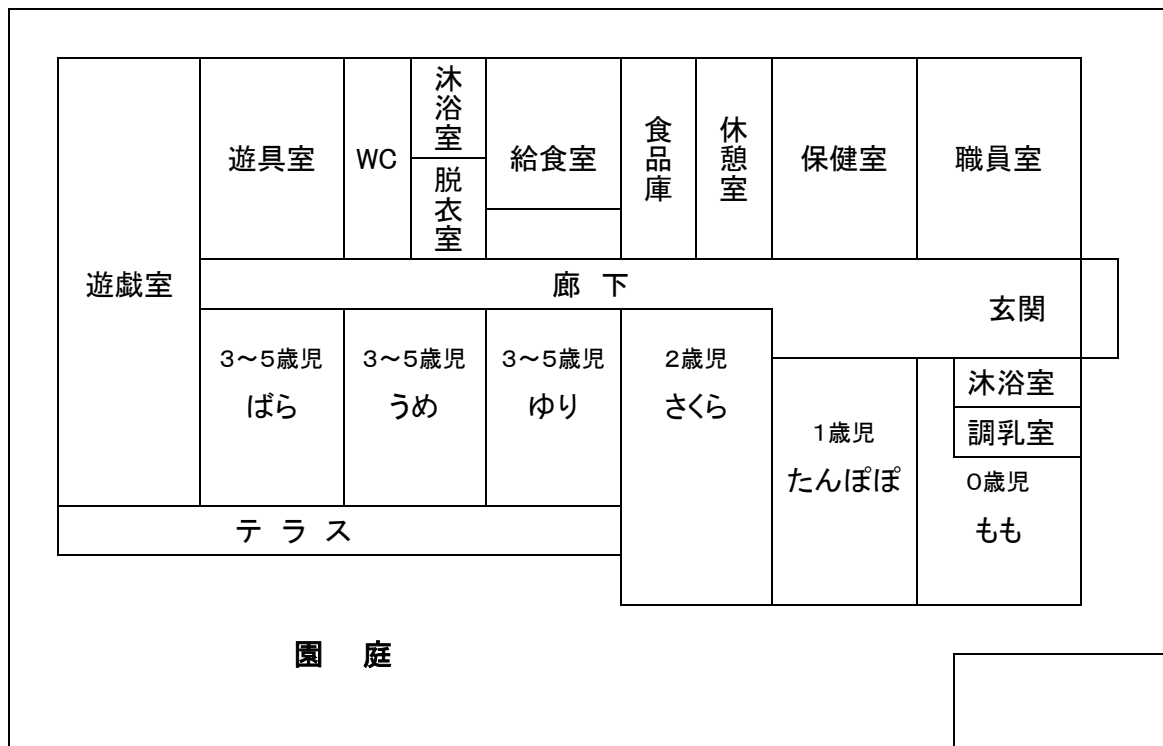 遊戯室
遊具室
WC
沐浴室
脱衣室
給食室
食品庫
休憩室
保健室
職員室
廊 下
玄関
3~5歳児
ばら
3~5歳児
うめ
3~5歳児
ゆり
2歳児
さくら
1歳児
たんぽぽ
沐浴室
調乳室
0歳児
もも
テ ラ ス
園 庭